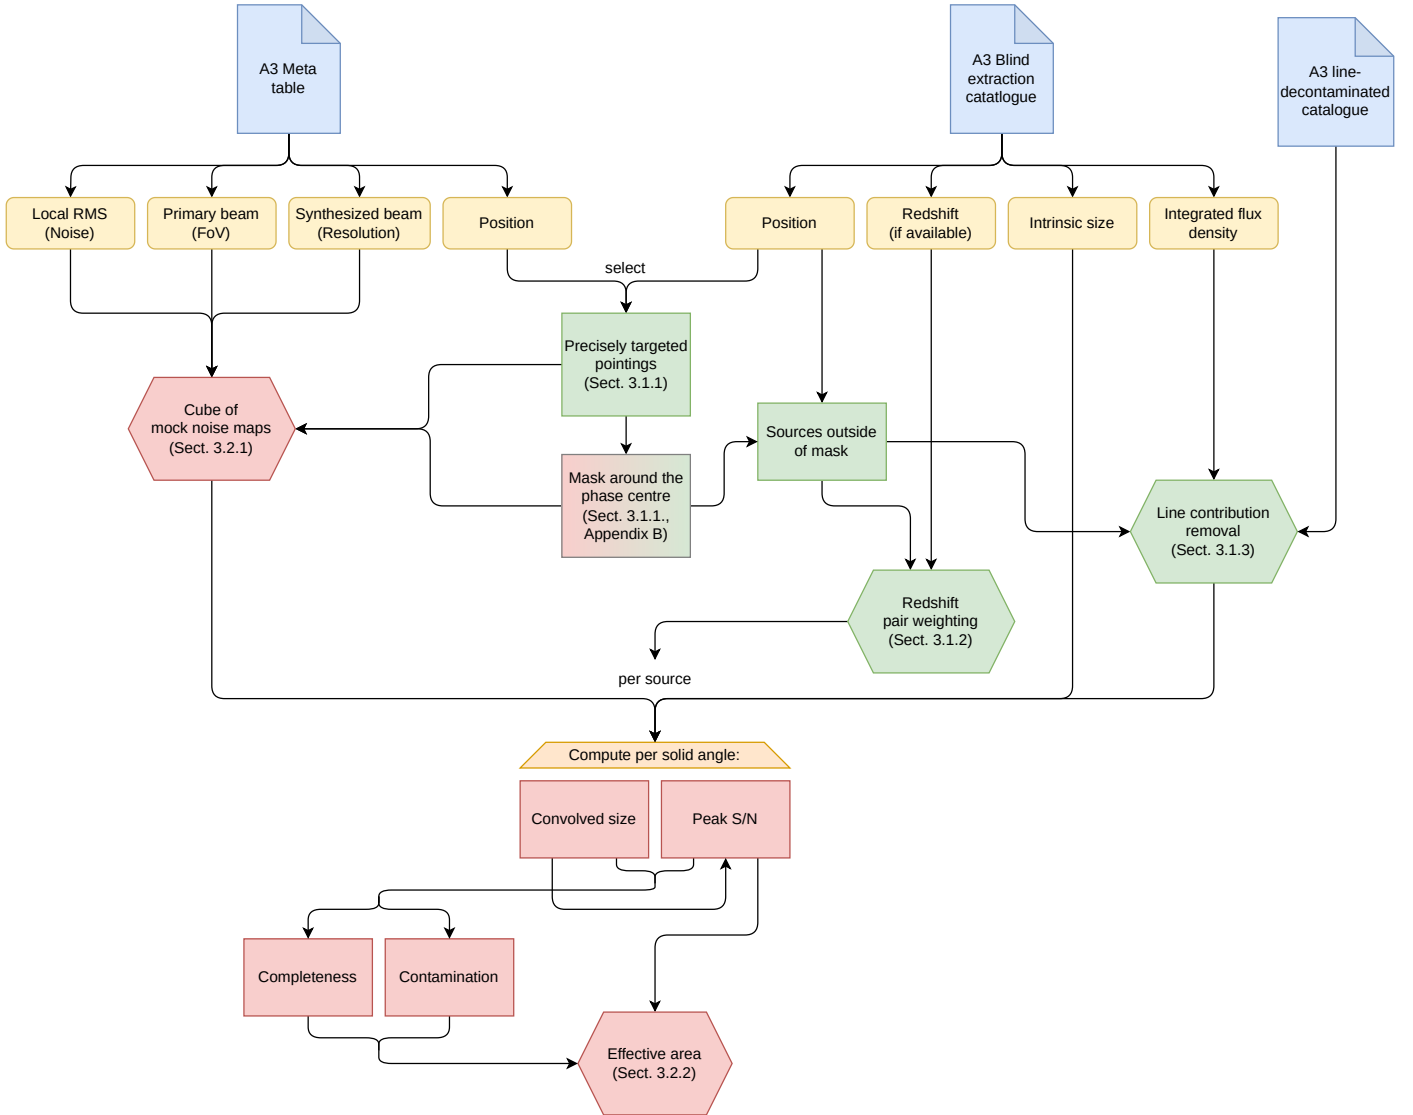 A3 Meta
table
A3 Blind
extraction
catatlogue
A3 line-
decontaminated
catalogue
Local RMS
(Noise)
Primary beam
(FoV)
Synthesized beam
(Resolution)
Position
Position
Redshift
(if available)
Intrinsic size
Integrated flux
density
select
Precisely targeted
pointings
(Sect. 3.1.1)
Cube of
mock noise maps
(Sect. 3.2.1)
Sources outside
of mask
Mask around the
phase centre
(Sect. 3.1.1.,
Appendix B)
Line contribution
removal
(Sect. 3.1.3)
Redshift
pair weighting
(Sect. 3.1.2)
per source
Compute per solid angle:
Convolved size
Peak S/N
Completeness
Contamination
Effective area
(Sect. 3.2.2)